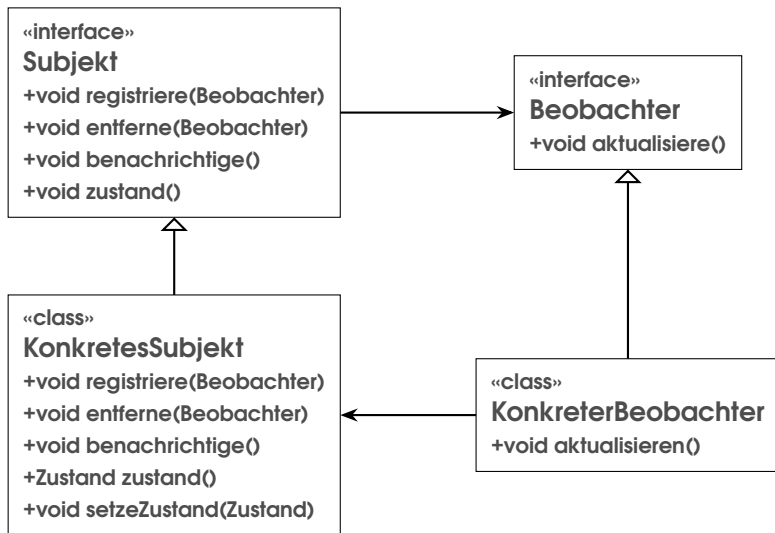 «interface»
Subjekt
+void registriere(Beobachter)
+void entferne(Beobachter)
+void benachrichtige()
+void zustand()
«interface»
Beobachter
+void aktualisiere()
«class»
KonkretesSubjekt
+void registriere(Beobachter)
+void entferne(Beobachter)
+void benachrichtige()
+Zustand zustand()
+void setzeZustand(Zustand)
«class»
KonkreterBeobachter
+void aktualisieren()